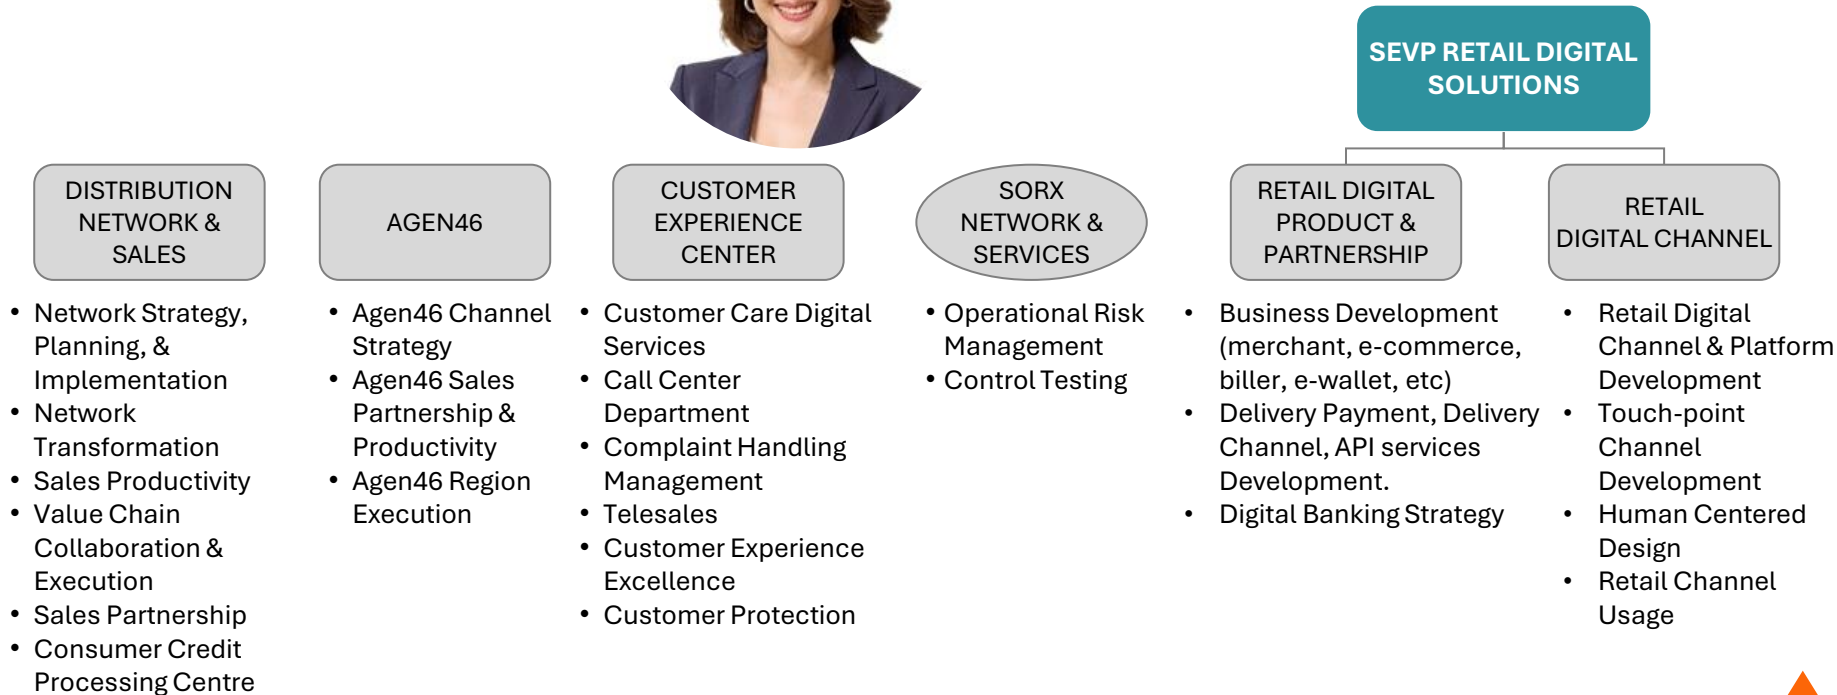 SEVP RETAIL DIGITAL
SOLUTIONS
DISTRIBUTION
NETWORK &
SALES
AGEN46
CUSTOMER
EXPERIENCE
CENTER
SORX
NETWORK &
SERVICES
RETAIL DIGITAL
PRODUCT &
PARTNERSHIP
RETAIL
DIGITAL CHANNEL
• Network Strategy,
Planning, &
Implementation
• Network
Transformation
• Sales Productivity
• Value Chain
Collaboration &
Execution
• Sales Partnership
• Consumer Credit
Processing Centre
• Agen46 Channel
Strategy
• Agen46 Sales
Partnership &
Productivity
• Agen46 Region
Execution
• Customer Care Digital
Services
• Call Center
Department
• Complaint Handling
Management
• Telesales
• Customer Experience
Excellence
• Customer Protection
• Operational Risk
Management
• Control Testing
• Business Development
(merchant, e-commerce,
biller, e-wallet, etc)
• Delivery Payment, Delivery
Channel, API services
Development.
• Digital Banking Strategy
• Retail Digital
Channel & Platform
Development
• Touch-point
Channel
Development
• Human Centered
Design
• Retail Channel
Usage